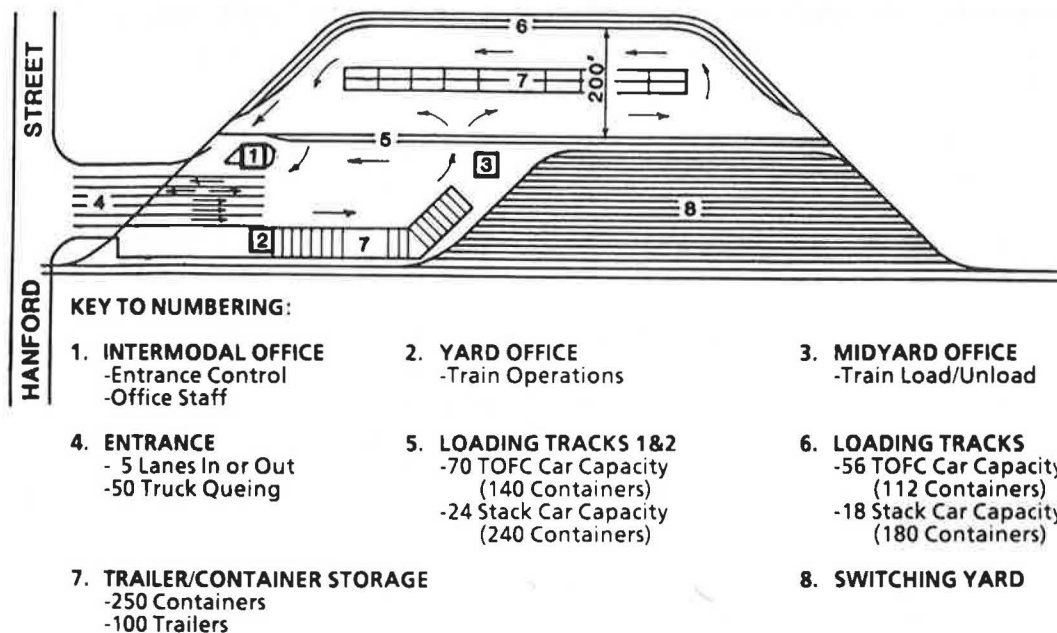 STREET
HANFORD
6
7
200'
5
1
3
4
8
2
7
KEY TO NUMBERING:
1. INTERMODAL OFFICE
-Entrance Control
-Office Staff
2. YARD OFFICE
-Train Operations
3. MIDYARD OFFICE
-Train Load/Unload
4. ENTRANCE
- 5 Lanes In or Out
-50 Truck Queing
5. LOADING TRACKS 1&2
-70 TOFC Car Capacity
(140 Containers)
-24 Stack Car Capacity
(240 Containers)
6. LOADING TRACKS
-56 TOFC Car Capacity
(112 Containers)
-18 Stack Car Capacity
(180 Containers)
7. TRAILER/CONTAINER STORAGE
-250 Containers
-100 Trailers
8. SWITCHING YARD